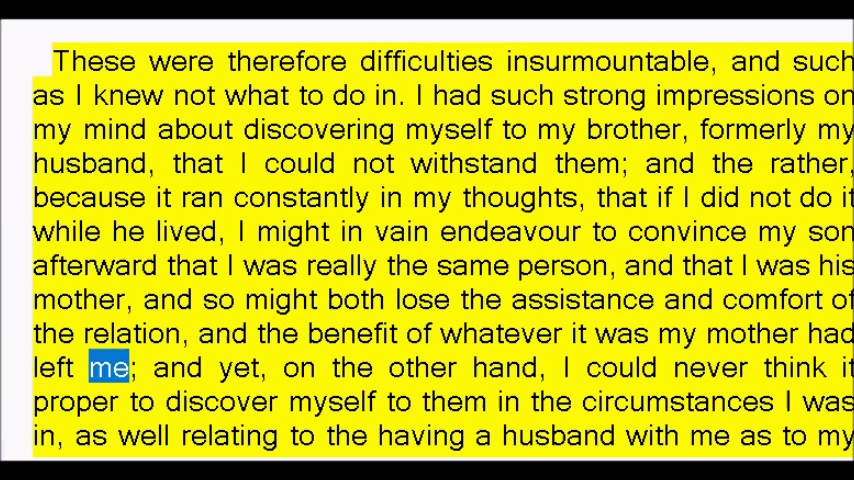 These were therefore difficulties insurmountable, and such
as I knew not what to do in. I had such strong impressions on
my mind about discovering myself to my brother, formerly my
husband, that I could not withstand them; and the rather,
because it ran constantly in my thoughts, that if I did not do it
while he lived, I might in vain endeavour to convince my son
afterward that I was really the same person, and that I was his
mother, and so might both lose the assistance and comfort of
the relation, and the benefit of whatever it was my mother had
left me; and yet, on the other hand, I could never think it
proper to discover myself to them in the circumstances I was
in, as well relating to the having a husband with me as to my